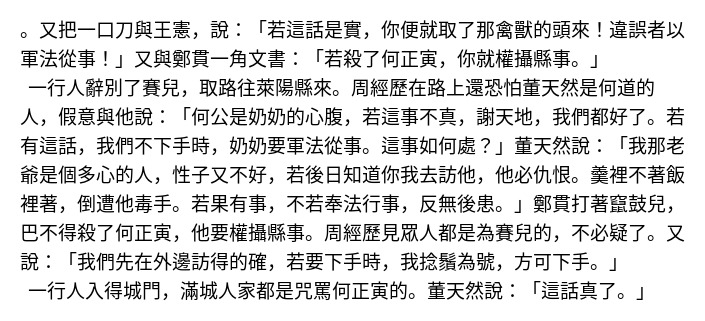 。又把一口刀與王憲，說：「若這話是實，你便就取了那禽獸的頭來！違誤者以
軍法從事！」又與鄭貫一角文書：「若殺了何正寅，你就權攝縣事。」
一行人辭別了賽兒，取路往萊陽縣來。周經歷在路上還恐怕董天然是何道的
人，假意與他說：「何公是奶奶的心腹，若這事不真，謝天地，我們都好了。若
有這話，我們不下手時，奶奶要軍法從事。這事如何處？」董天然說：「我那老
爺是個多心的人，性子又不好，若後日知道你我去訪他，他必仇恨。羹裡不著飯
裡著，倒遭他毒手。若果有事，不若奉法行事，反無後患。」鄭貫打著竄鼓兒，
巴不得殺了何正寅，他要權攝縣事。周經歷見眾人都是為賽兒的，不必疑了。又
說：「我們先在外邊訪得的確，若要下手時，我捻鬚為號，方可下手。」
一行人入得城門，滿城人家都是咒罵何正寅的。董天然說：「這話真了。」